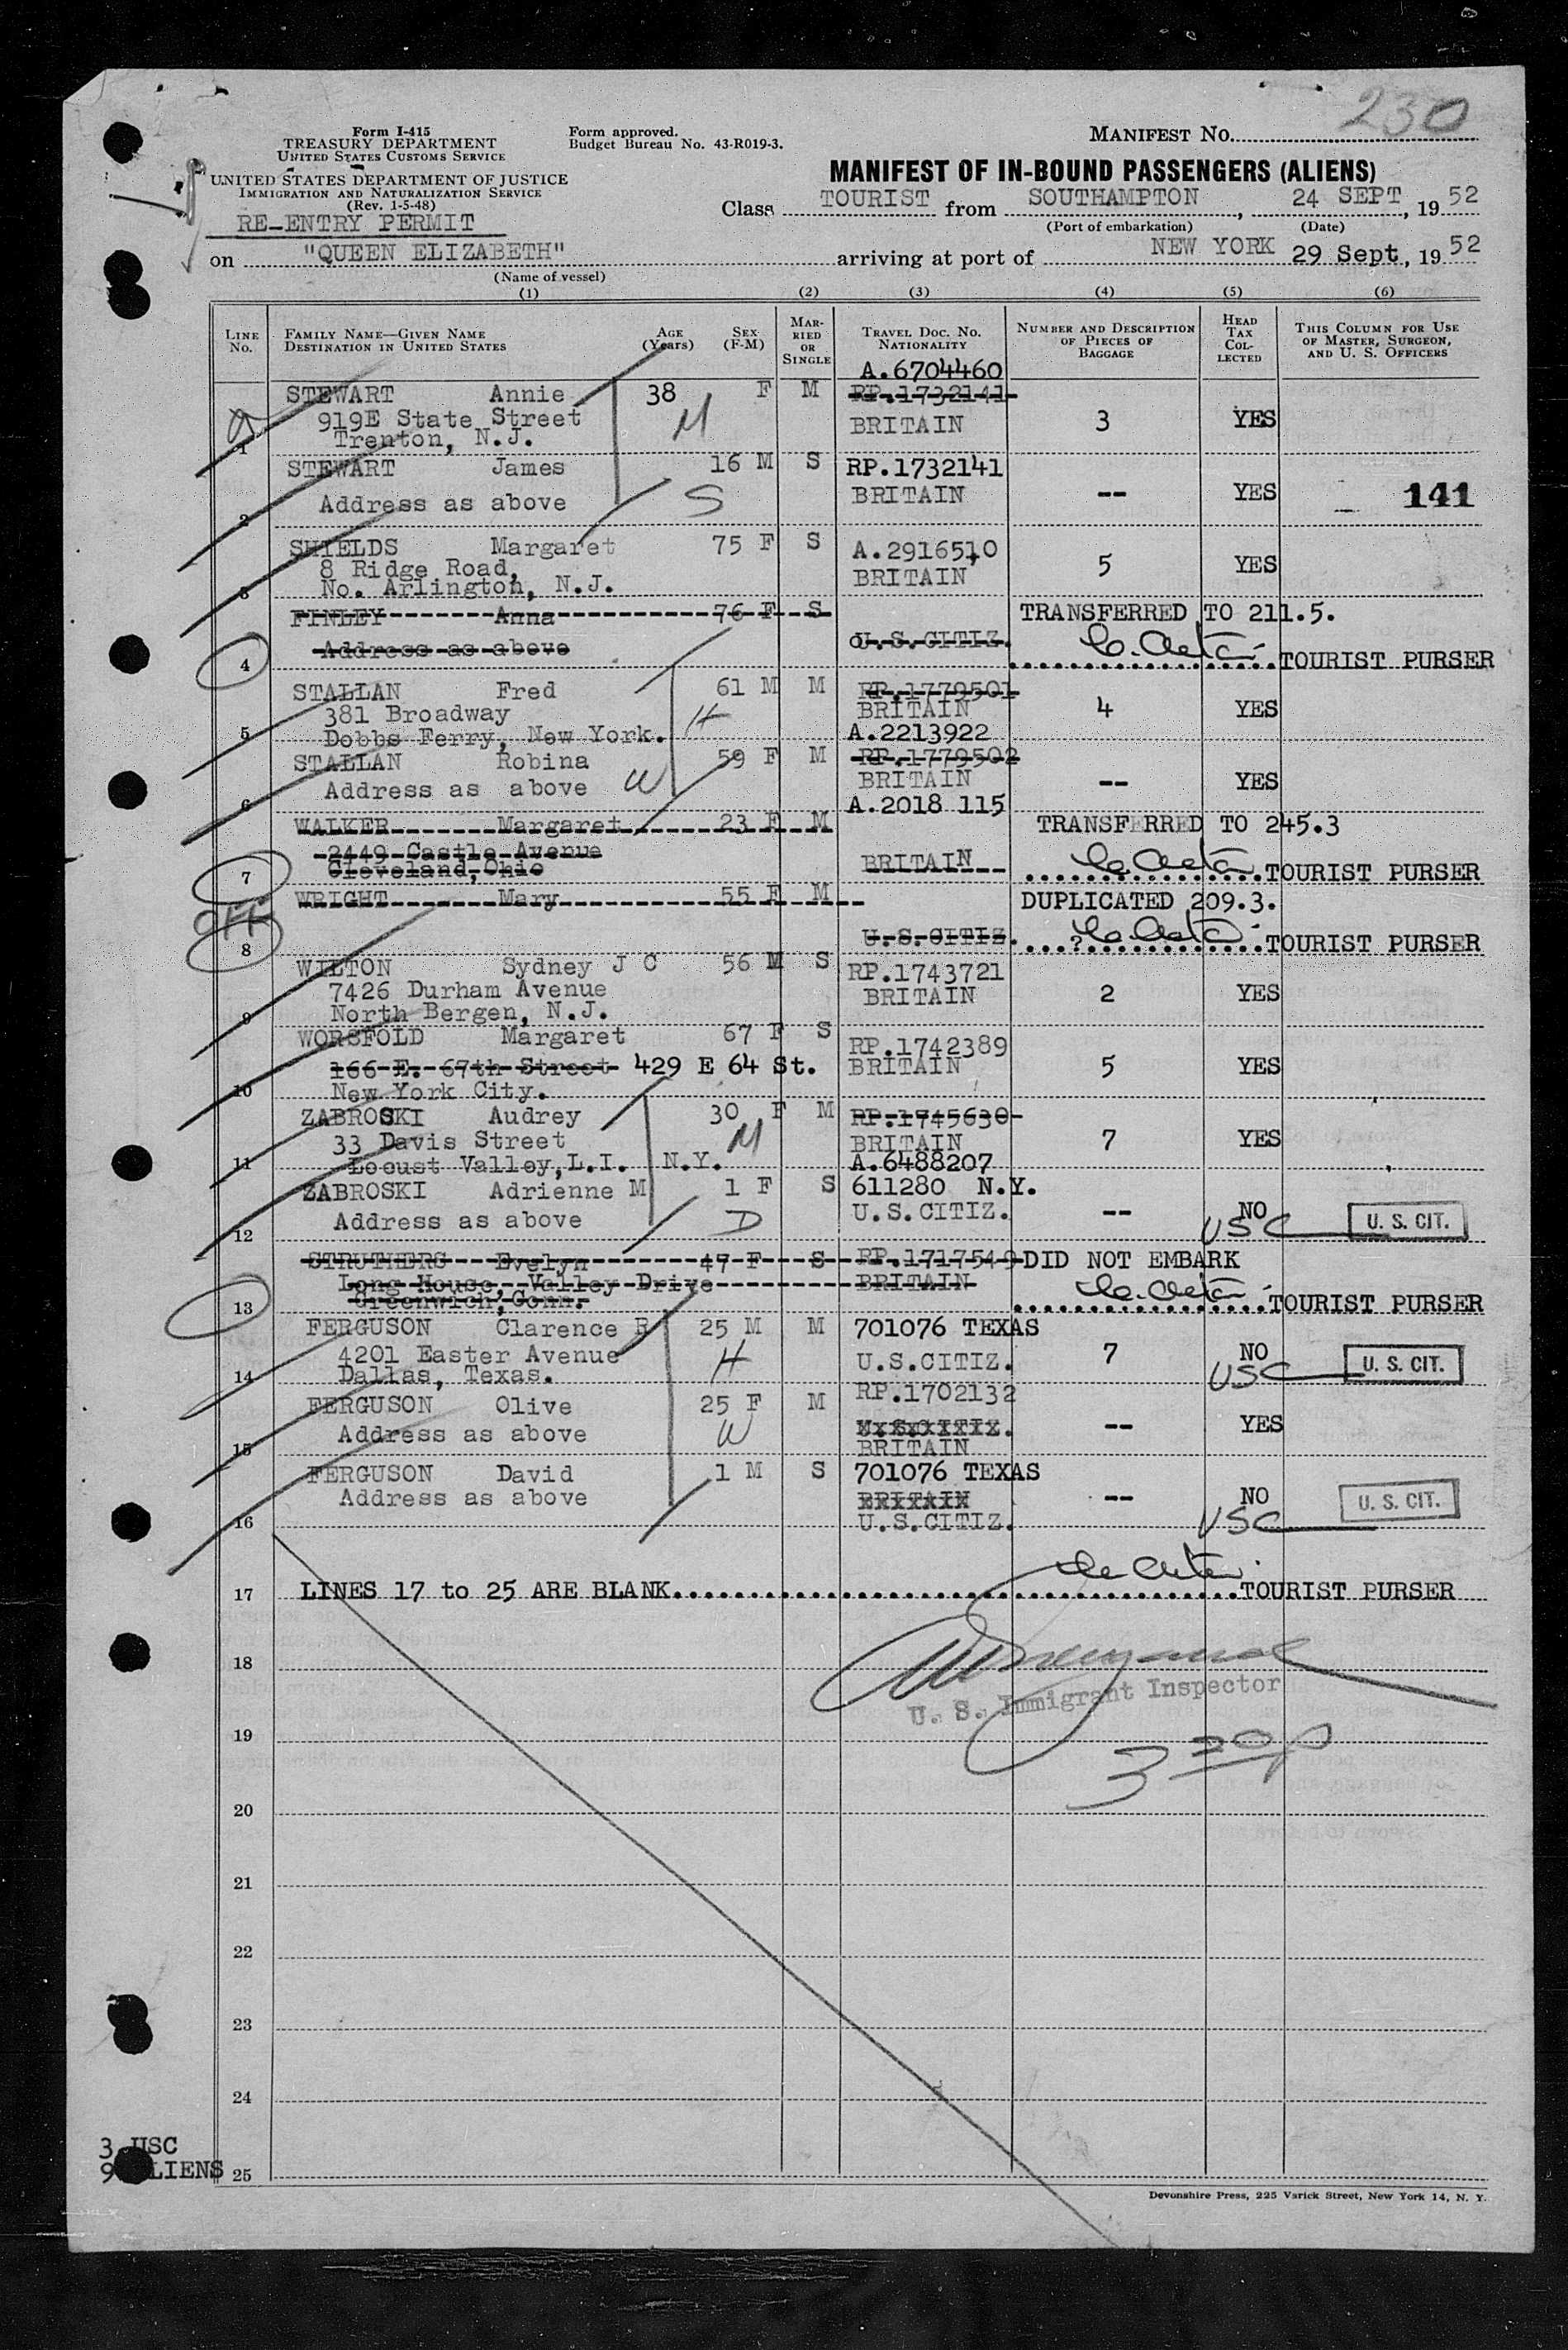 230
Form I-415
TREASURY DEPARTMENT
UNITED STATES CUSTOMS SERVICE
UNITED STATES DEPARTMENT OF JUSTICE
IMMIGRATION AND NATURALIZATION SERVICE
(Rev. 1-5-48)
RE-ENTRY PERMIT
Form approved.
Budget Bureau No. 43-R019-3.
MANIFEST NO.
MANIFEST OF IN-BOUND PASSENGERS (ALIENS)
Class TOURIST from SOUTHAMPTON, 24 SEPT, 19 52
(Port of embarkation) (Date)
on "QUEEN ELIZABETH" arriving at port of NEW YORK 29 Sept, 19 52
(Name of vessel)
(1) (2) (3) (4) (5) (6)
LINE NO.
FAMILY NAME—GIVEN NAME
DESTINATION IN UNITED STATES
AGE (Years)
SEX (F-M)
MARRIED OR SINGLE
TRAVEL DOC. NO. NATIONALITY
NUMBER AND DESCRIPTION OF PIECES OF BAGGAGE
HEAD TAX COLLECTED
THIS COLUMN FOR USE OF MASTER, SURGEON, AND U. S. OFFICERS
A.6704460
STEWART Annie 38 F M RP.1732141
919E State Street M BRITAIN 3 YES
1 Trenton, N.J.
STEWART James 16 M S RP.1732141
2 Address as above S BRITAIN -- YES 141
SHIELDS Margaret 75 F S A.2916510
8 Ridge Road, BRITAIN 5 YES
3 No. Arlington, N.J.
FINLEY Anna 76 F S TRANSFERRED TO 211.5.
4 Address as above U.S.CITIZ. TOURIST PURSER
STALLAN Fred 61 M M RP.1779501
381 Broadway H BRITAIN 4 YES
5 Dobbs Ferry, New York. A.2213922
STALLAN Robina 59 F M RP.1779502
Address as above W BRITAIN -- YES
6 A.2018 115
WALKER Margaret 23 F M TRANSFERRED TO 245.3
2449 Castle Avenue BRITAIN
7 Cleveland, Ohio TOURIST PURSER
OFF
WRIGHT Mary 55 F M DUPLICATED 209.3.
8 U.S.CITIZ. ? TOURIST PURSER
WILTON Sydney J C 56 M S RP.1743721
7426 Durham Avenue BRITAIN 2 YES
9 North Bergen, N.J.
WORSFOLD Margaret 67 F S RP.1742389
166 E. 67th Street 429 E 64 St. BRITAIN 5 YES
10 New York City.
ZABROSKI Audrey 30 F M RP.1745630
33 Davis Street M BRITAIN 7 YES
11 Locust Valley, L.I. N.Y. A.6488207
ZABROSKI Adrienne M 1 F S 611280 N.Y.
12 Address as above D U.S.CITIZ. -- NO USC U. S. CIT.
STRUTHERS Evelyn 47 F S RP.1717549 DID NOT EMBARK
Long House, Valley Drive BRITAIN
13 Greenwich, Conn. TOURIST PURSER
FERGUSON Clarence R 25 M M 701076 TEXAS
4201 Easter Avenue H U.S.CITIZ. 7 NO USC U. S. CIT.
14 Dallas, Texas.
FERGUSON Olive 25 F M RP.1702132
Address as above W U.S.CITIZ. -- YES
15 BRITAIN
FERGUSON David 1 M S 701076 TEXAS
Address as above BRITAIN -- NO USC U. S. CIT.
16 U.S.CITIZ.
17 LINES 17 to 25 ARE BLANK. TOURIST PURSER
18
U. S. Immigrant Inspector
19
3 30 p
20
21
22
23
24
3 USC
9 ALIENS
25
Devonshire Press, 225 Varick Street, New York 14, N. Y.